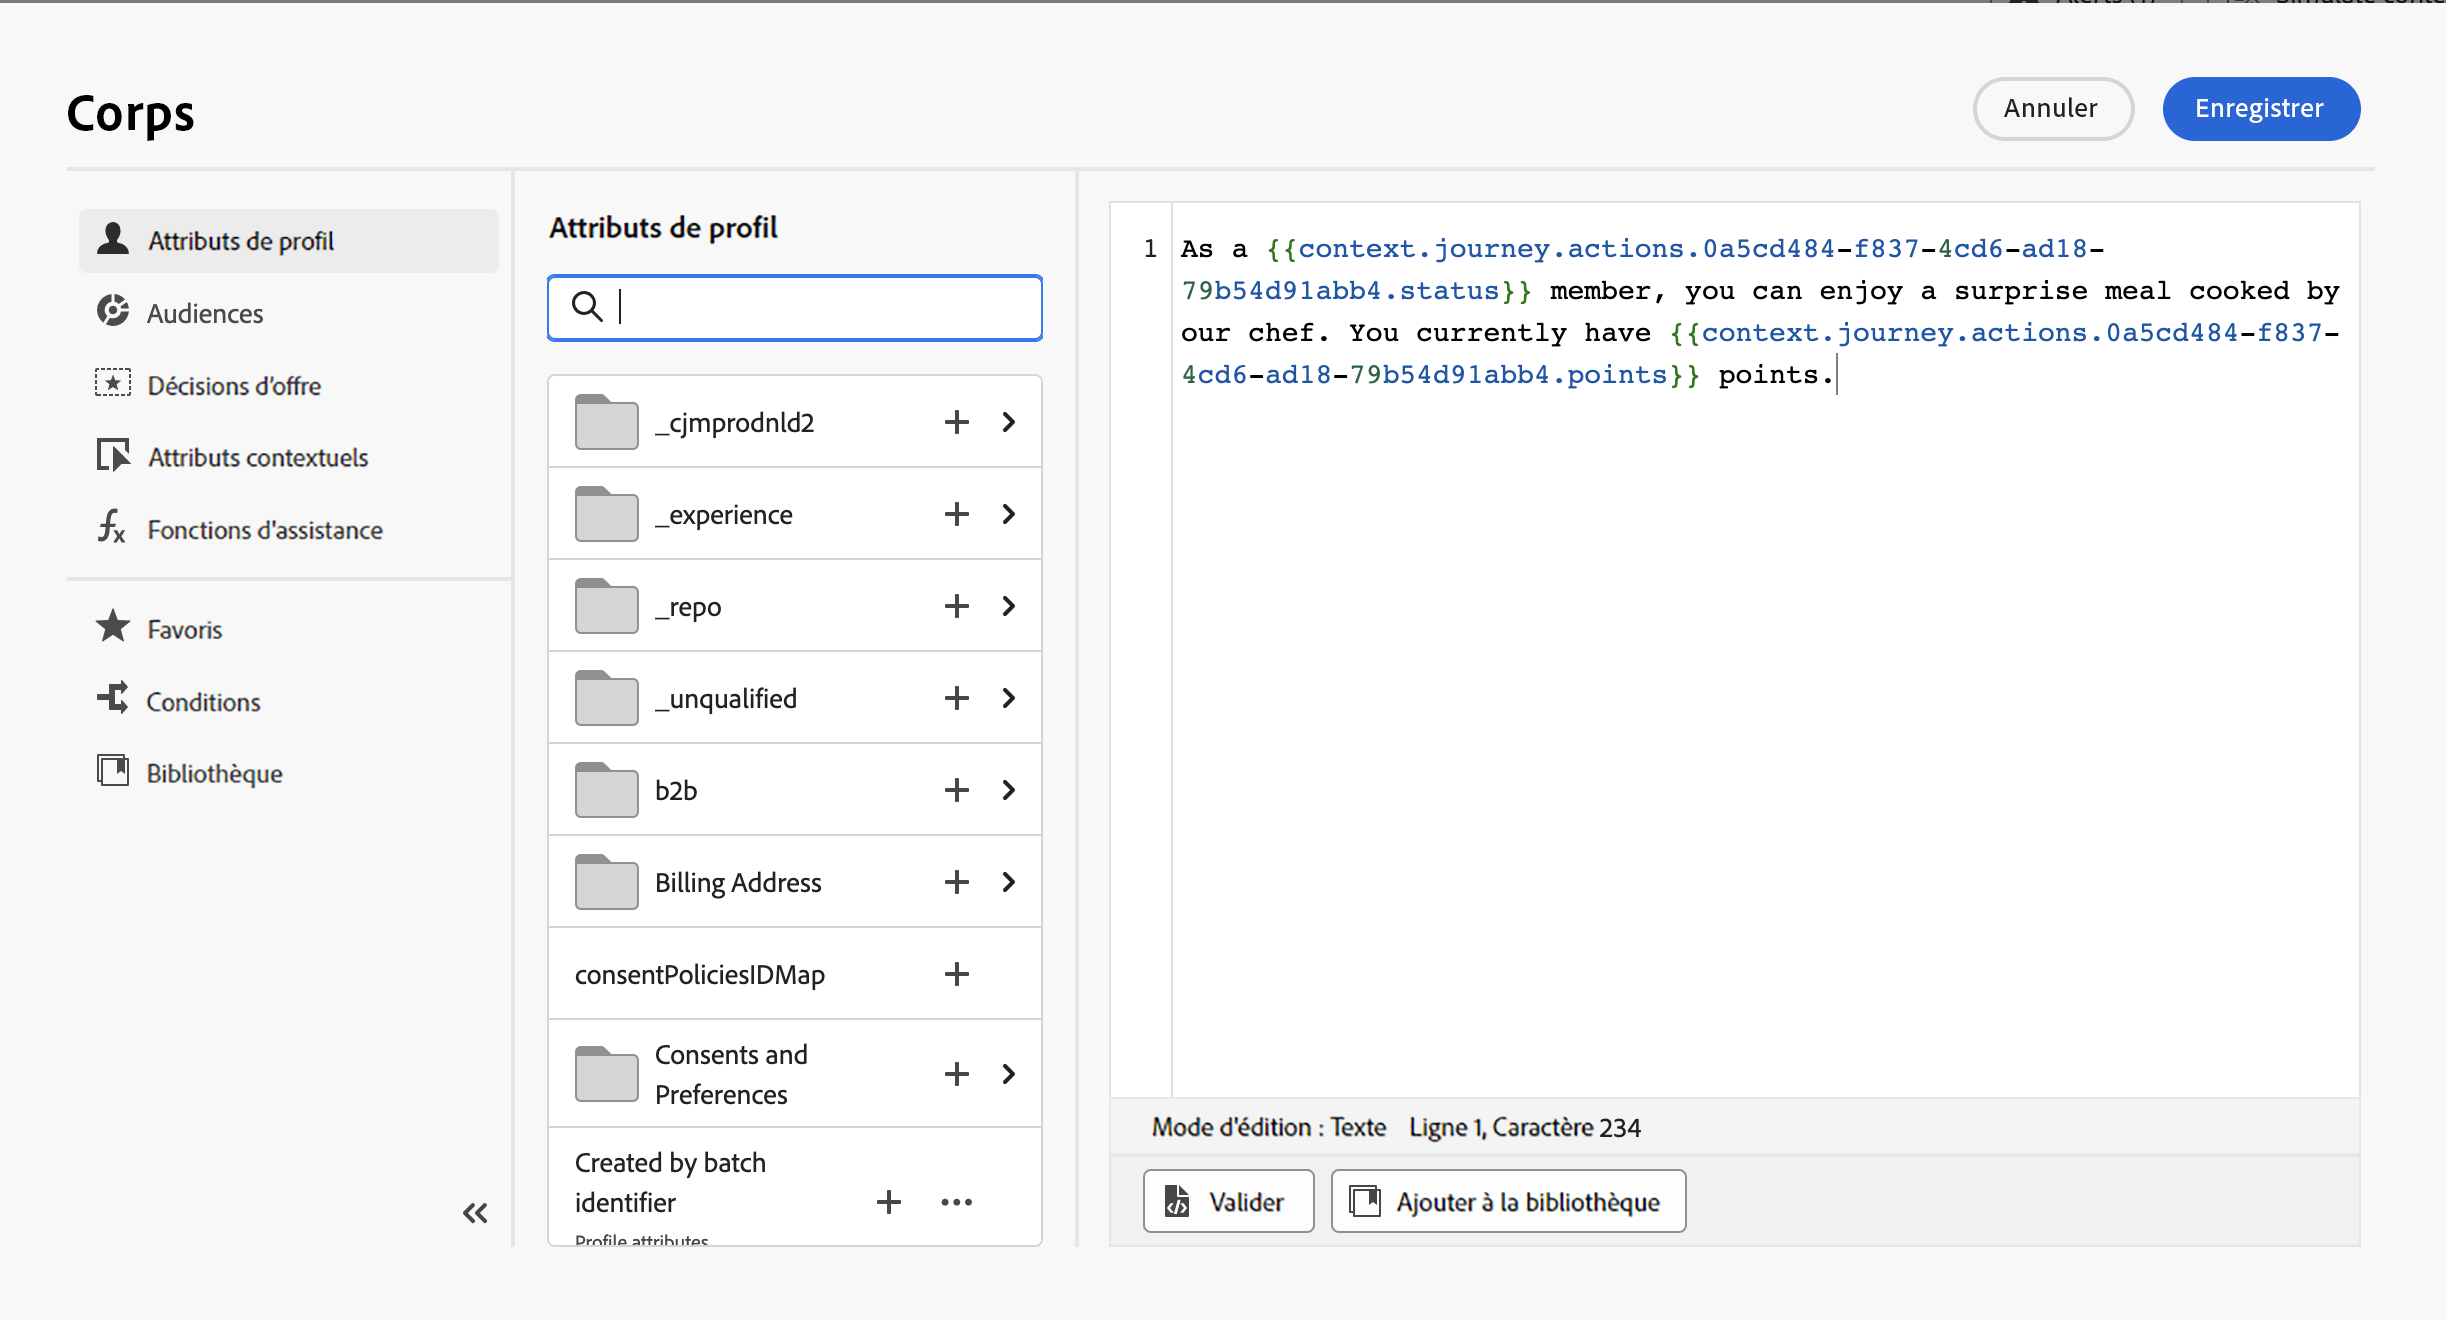 Corps
Annuler
Enregistrer
Attributs de profil
Audiences
Décisions d'offre
Attributs contextuels
Fonctions d'assistance
Favoris
Conditions
Bibliothèque
Attributs de profil
_cjmprodnld2
_experience
_repo
_unqualified
b2b
Billing Address
consentPoliciesIDMap
Consents and
Preferences
Created by batch
identifier
Profile attributes
1
As a {{context.journey.actions.0a5cd484-f837-4cd6-ad18-
79b54d91abb4.status}} member, you can enjoy a surprise meal cooked by
our chef. You currently have {{context.journey.actions.0a5cd484-f837-
4cd6-ad18-79b54d91abb4.points}} points.
Mode d'édition : Texte Ligne 1, Caractère 234
Valider
Ajouter à la bibliothèque